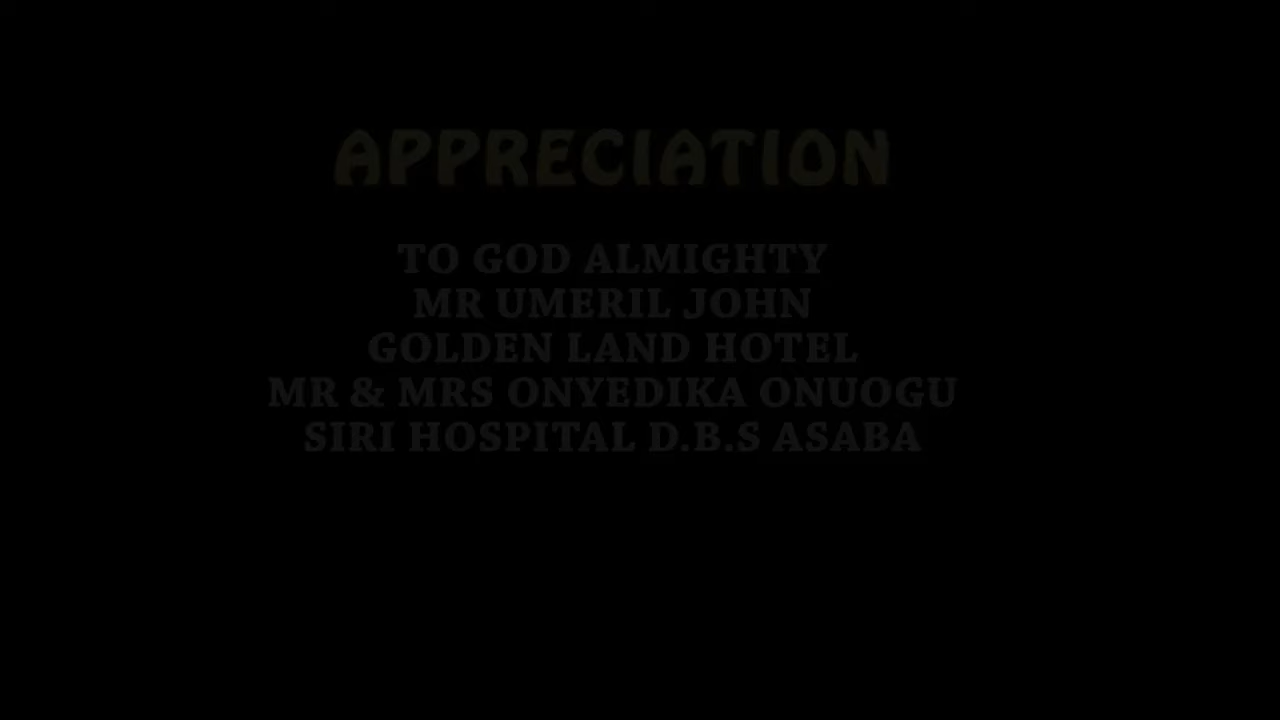 APPRECIATION
TO GOD ALMIGHTY
MR UMERIL JOHN
GOLDEN LAND HOTEL
MR & MRS ONYEDIKA ONUOGU
SIRI HOSPITAL D.B.S ASABA